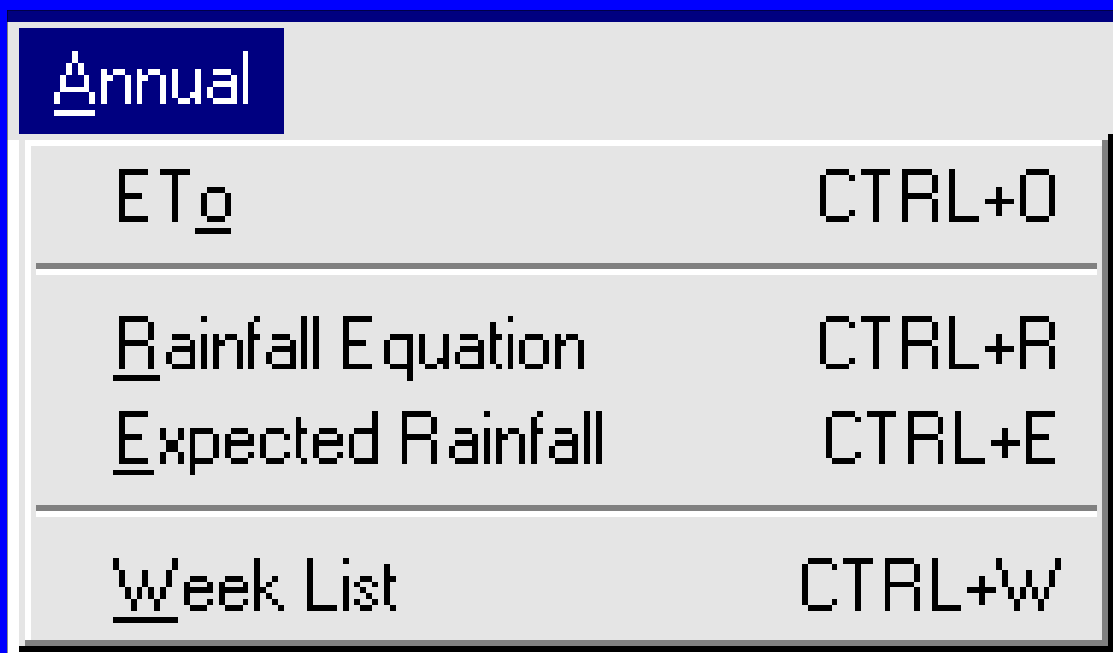 Annual
ETo CTRL+O
Rainfall Equation CTRL+R
Expected Rainfall CTRL+E
Week List CTRL+W